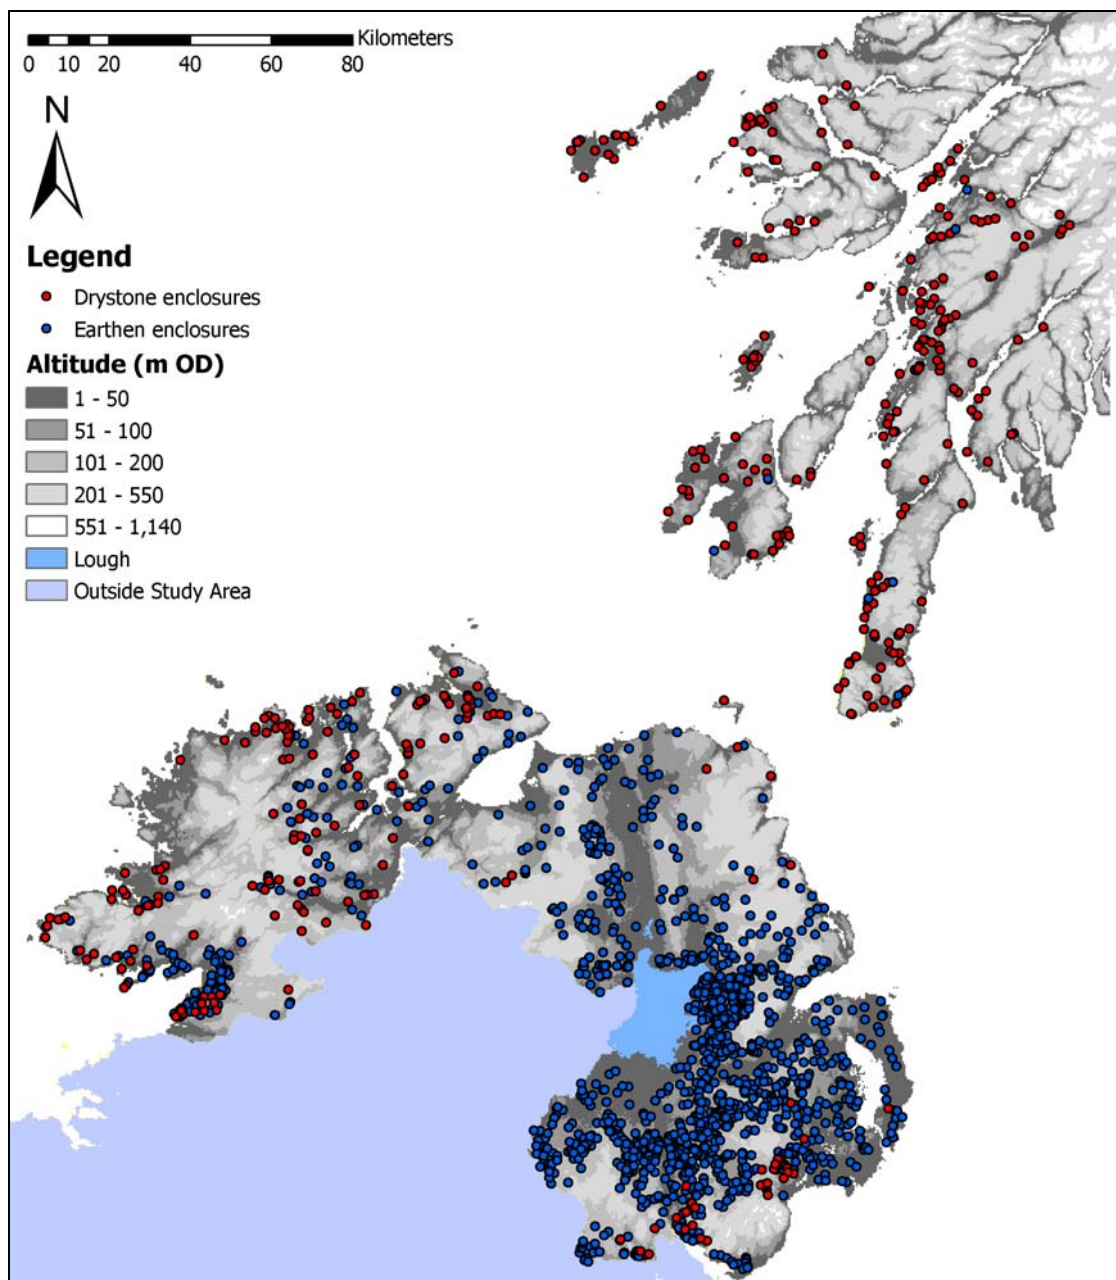 Kilometers
0 10 20 40 60 80
N
Legend
Drystone enclosures
Earthen enclosures
Altitude (m OD)
1 - 50
51 - 100
101 - 200
201 - 550
551 - 1,140
Lough
Outside Study Area